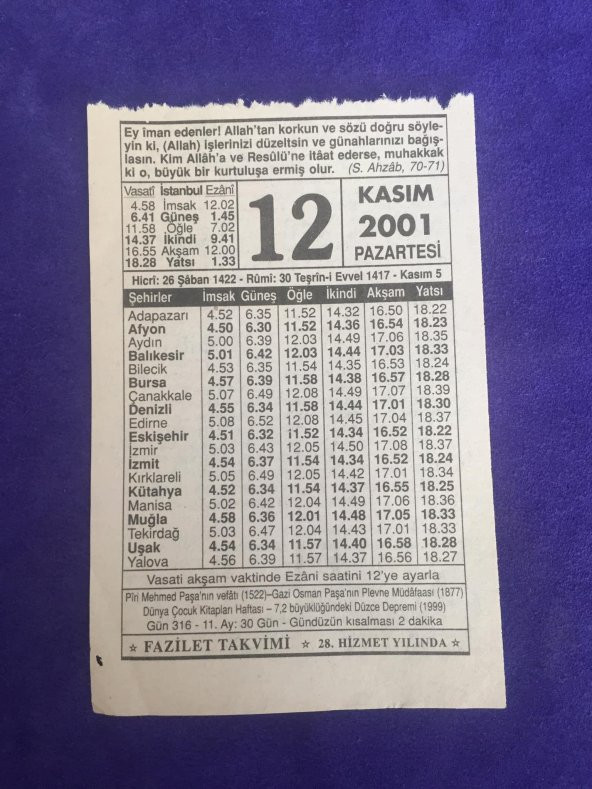 Ey îman edenler! Allah'tan korkun ve sözü doğru söyle-
yin ki, (Allah) işlerinizi düzeltsin ve günahlarınızı bağış-
lasın. Kim Allâh'a ve Resûlü'ne itâat ederse, muhakkak
ki o, büyük bir kurtuluşa ermiş olur. (S. Ahzâb, 70-71)
Vasatî İstanbul Ezânî
4.58 İmsak 12.02
6.41 Güneş 1.45
11.58 Öğle 7.02
14.37 İkindi 9.41
16.55 Akşam 12.00
18.28 Yatsı 1.33
12
KASIM
2001
PAZARTESİ
Hicrî: 26 Şâban 1422 - Rûmî: 30 Teşrîn-i Evvel 1417 - Kasım 5
Şehirler İmsak Güneş Öğle İkindi Akşam Yatsı
Adapazarı 4.52 6.35 11.52 14.32 16.50 18.22
Afyon 4.50 6.30 11.52 14.36 16.54 18.23
Aydın 5.00 6.39 12.03 14.49 17.06 18.35
Balıkesir 5.01 6.42 12.03 14.44 17.03 18.33
Bilecik 4.53 6.35 11.54 14.35 16.53 18.24
Bursa 4.57 6.39 11.58 14.38 16.57 18.28
Çanakkale 5.07 6.49 12.08 14.49 17.07 18.39
Denizli 4.55 6.34 11.58 14.44 17.01 18.30
Edirne 5.08 6.52 12.08 14.45 17.04 18.37
Eskişehir 4.51 6.32 11.52 14.34 16.52 18.22
İzmir 5.03 6.43 12.05 14.50 17.08 18.37
İzmit 4.54 6.37 11.54 14.34 16.52 18.24
Kırklareli 5.05 6.49 12.05 14.42 17.01 18.34
Kütahya 4.52 6.34 11.54 14.37 16.55 18.25
Manisa 5.02 6.42 12.04 14.49 17.06 18.36
Muğla 4.58 6.36 12.01 14.48 17.05 18.33
Tekirdağ 5.03 6.47 12.04 14.43 17.01 18.33
Uşak 4.54 6.34 11.57 14.40 16.58 18.28
Yalova 4.56 6.39 11.57 14.37 16.56 18.27
Vasati akşam vaktinde Ezâni saatini 12'ye ayarla
Pîri Mehmed Paşa'nın vefâtı (1522)–Gazi Osman Paşa'nın Plevne Müdâfaası (1877)
Dünya Çocuk Kitapları Haftası – 7,2 büyüklüğündeki Düzce Depremi (1999)
Gün 316 - 11. Ay: 30 Gün - Gündüzün kısalması 2 dakika
☆ FAZİLET TAKVİMİ ☆ 28. HİZMET YILINDA ☆